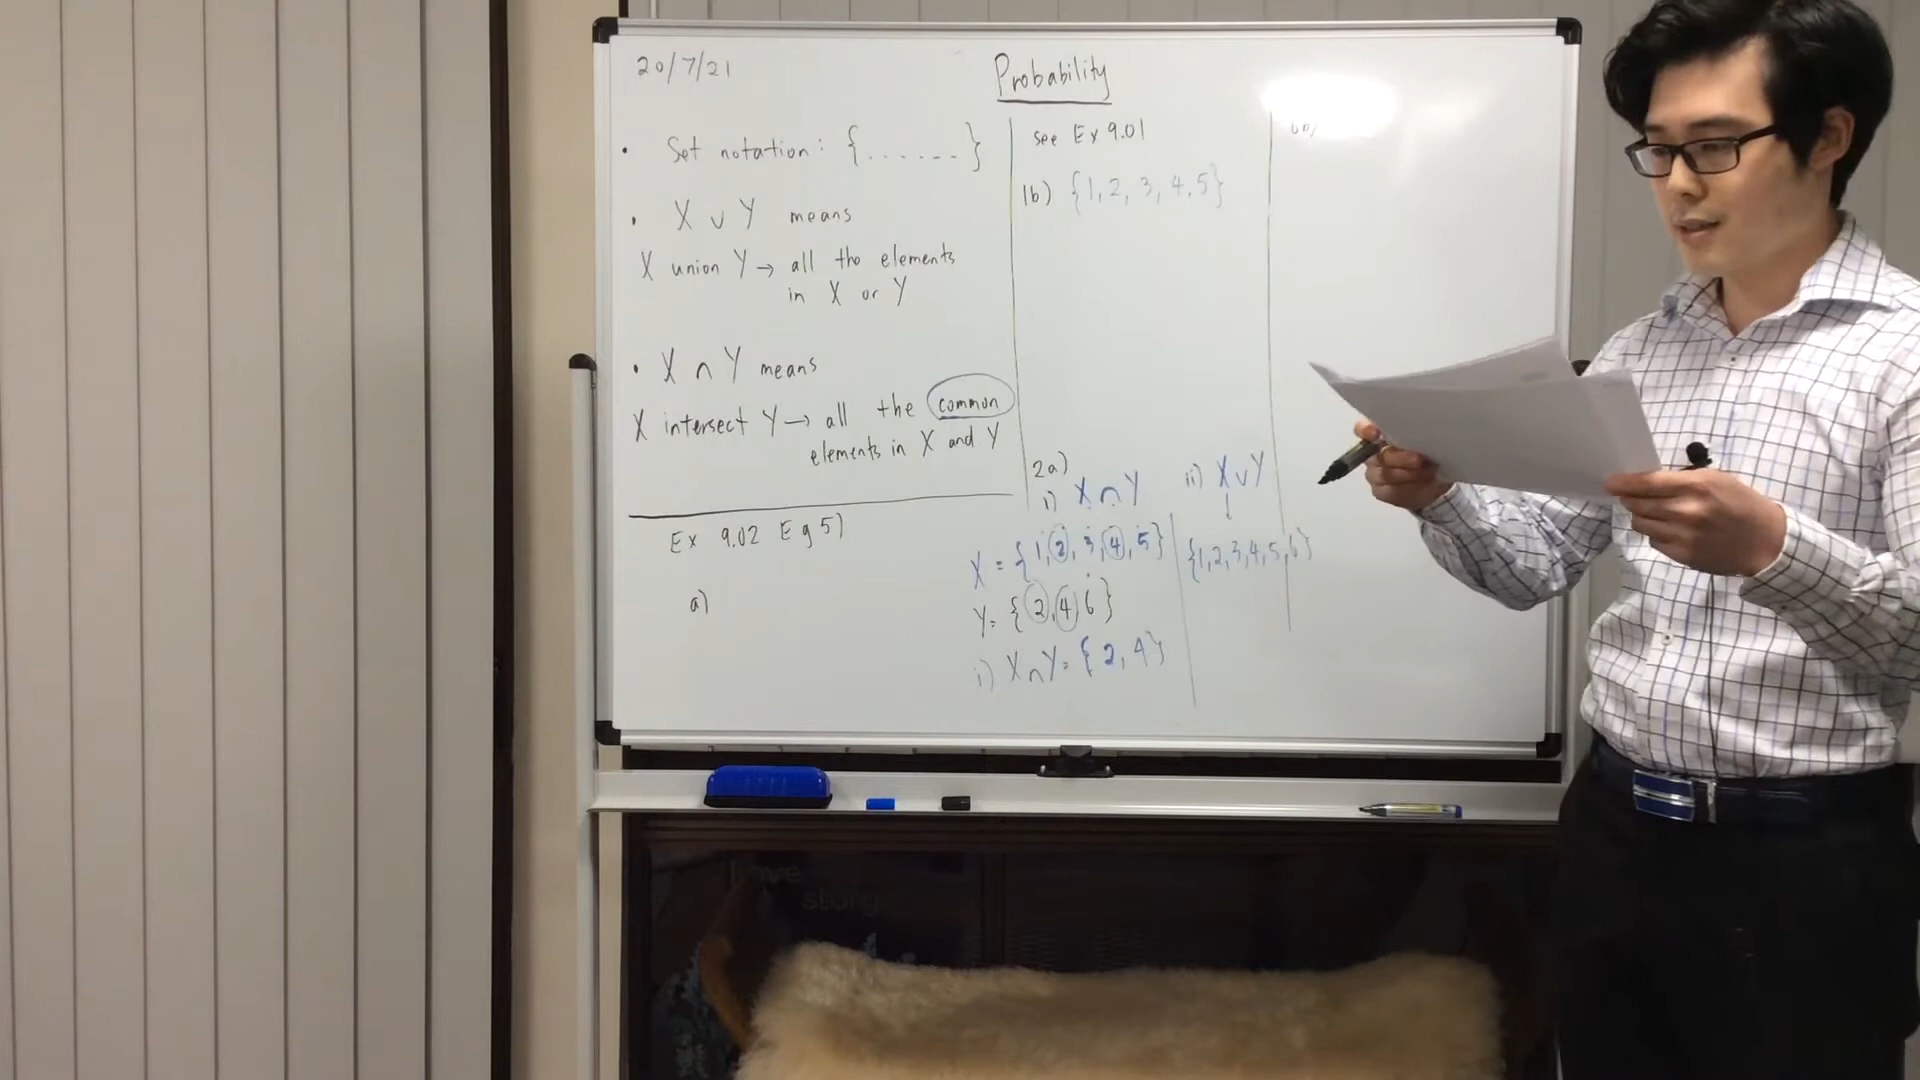 20/7/21
Probability
• Set notation: {.......}
• X ∪ Y means
X union Y → all the elements
in X or Y
• X ∩ Y means
X intersect Y → all the common
elements in X and Y
Ex 9.02 Eg 5)
a)
see Ex 9.01
1b) {1, 2, 3, 4, 5}
2a)
i) X ∩ Y
X = {1, 2, 3, 4, 5}
Y = {2, 4, 6}
i) X ∩ Y = {2, 4}
ii) X ∪ Y
↓
{1, 2, 3, 4, 5, 6}
Love
story